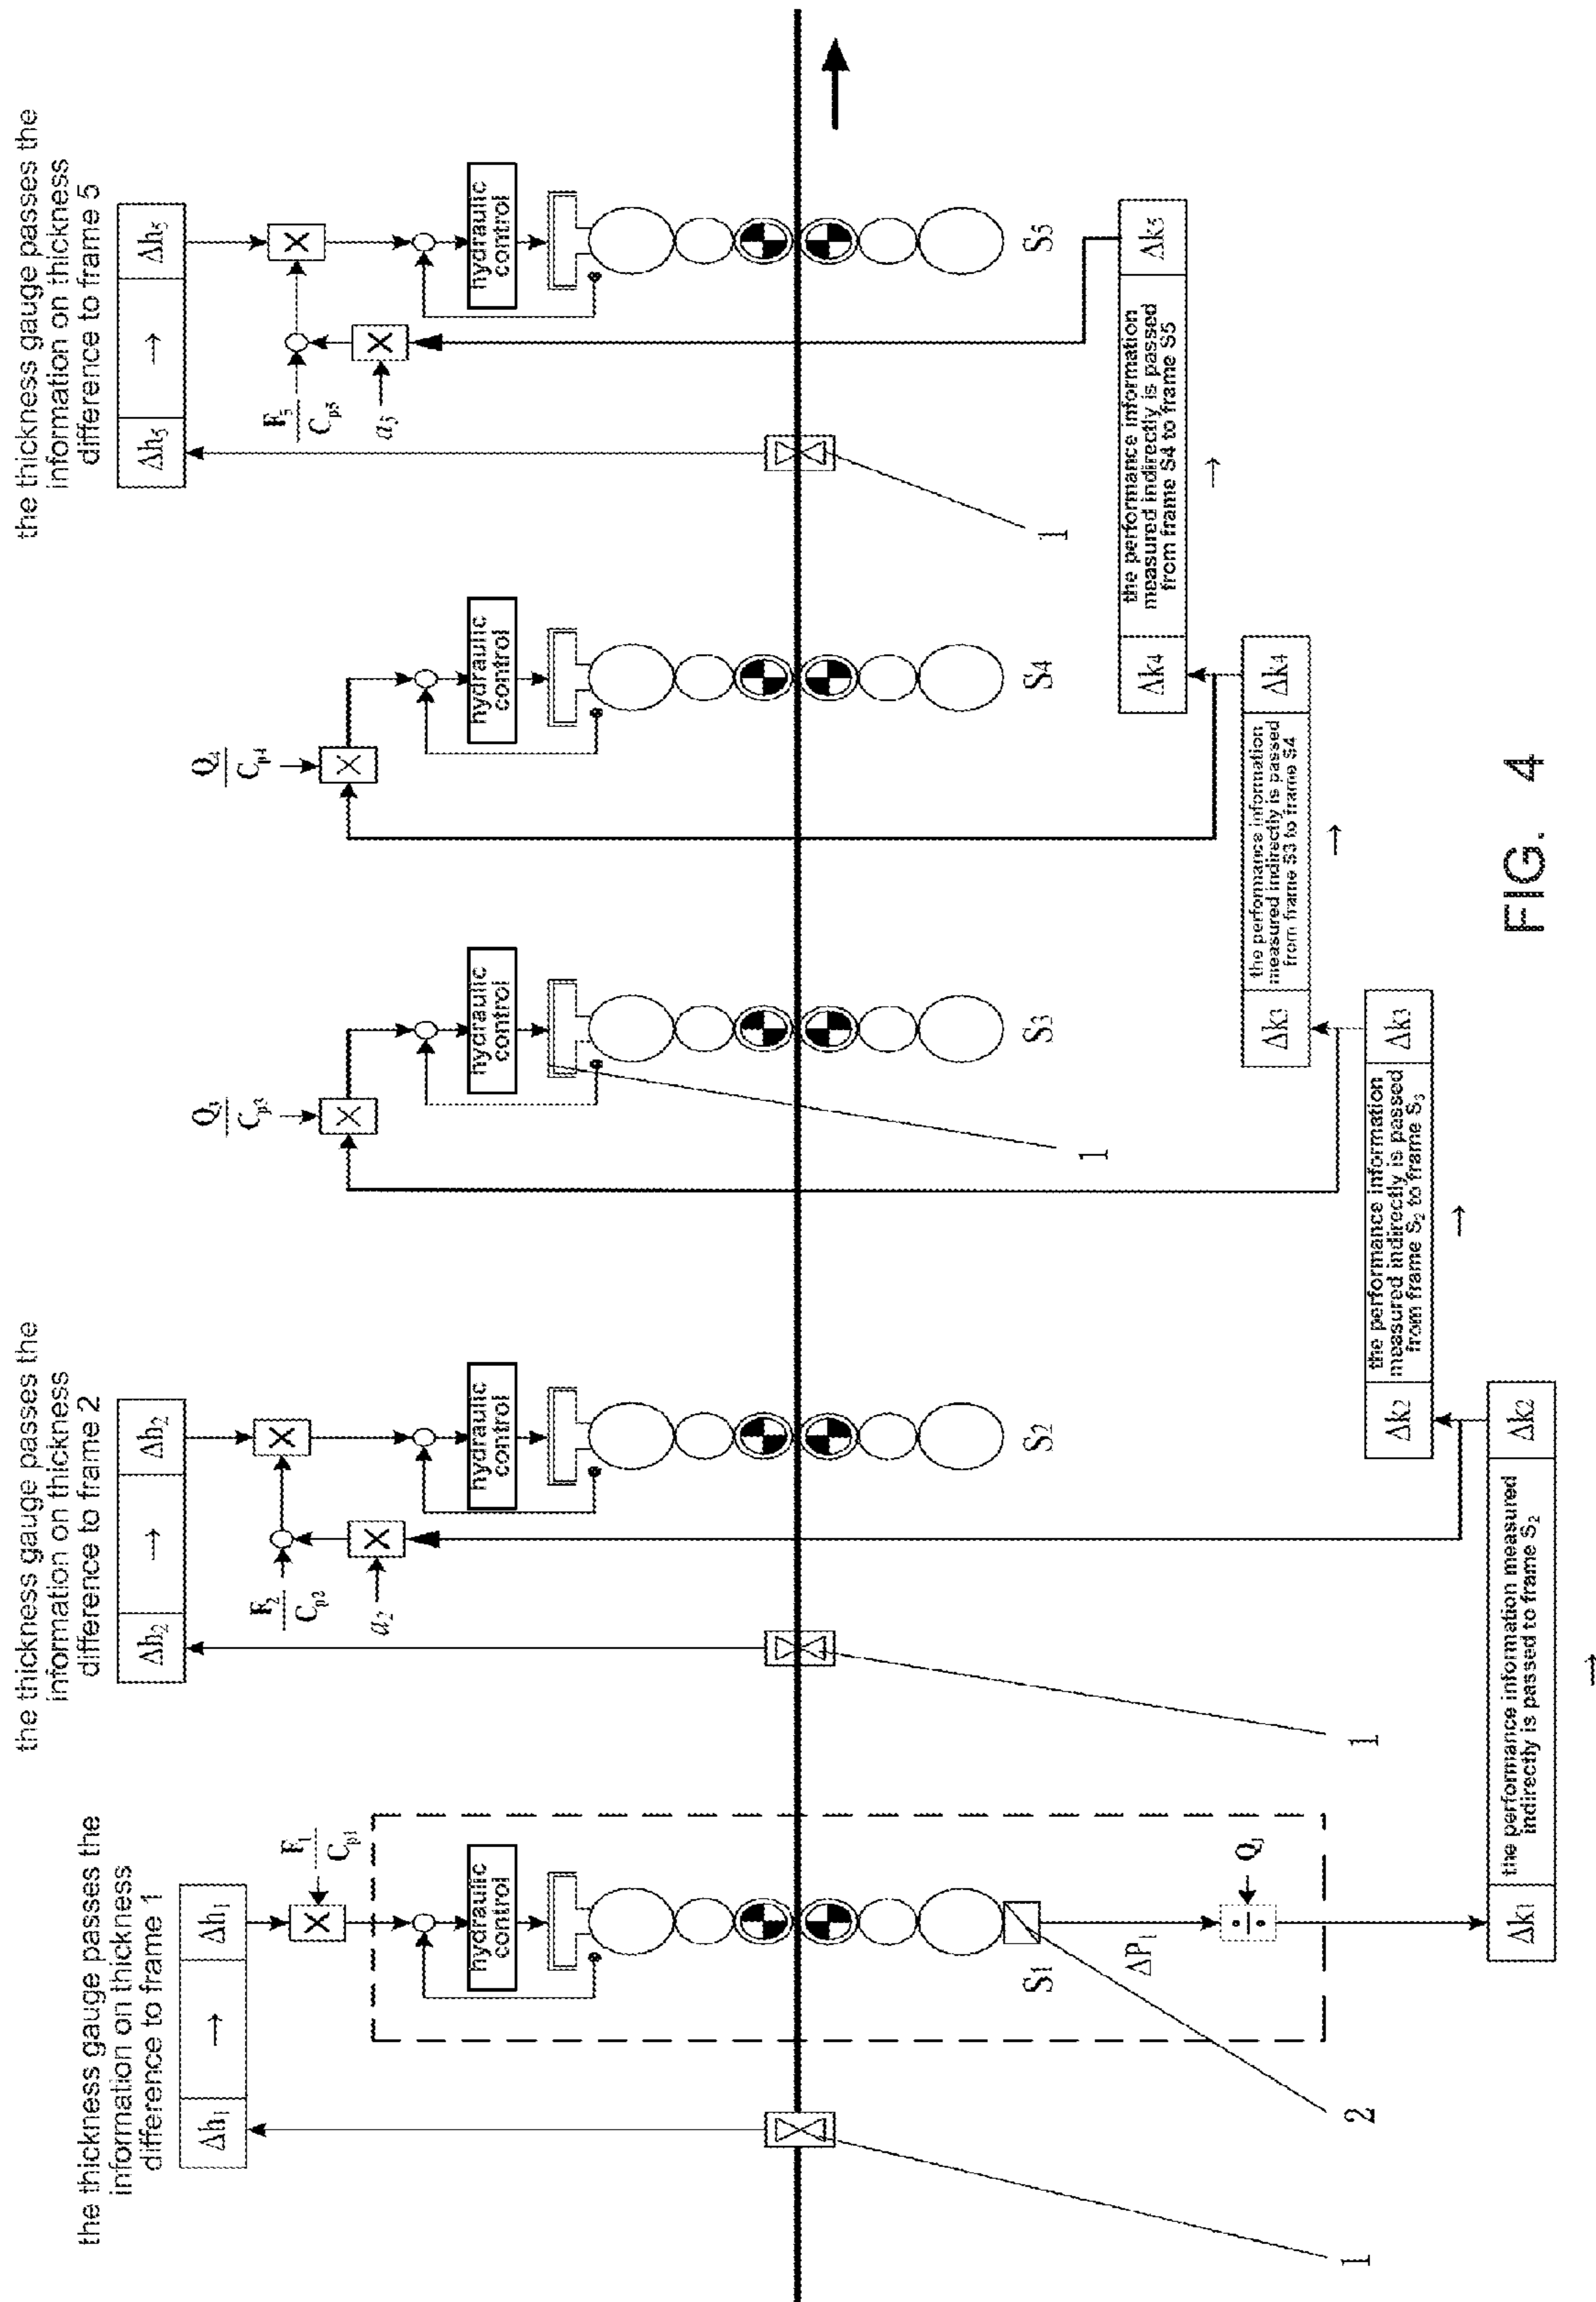 the thickness gauge passes the
information on thickness
difference to frame 1
Δh₁ → Δh₁
F₁
Cₚ₁
X
hydraulic
control
S₁
ΔP₁
÷
Q₁
Δk₁
the performance information measured
indirectly is passed to frame S₂
Δk₂
→
1
2
the thickness gauge passes the
information on thickness
difference to frame 2
Δh₂ → Δh₂
F₂
Cₚ₂
X
a₂
X
hydraulic
control
S₂
1
Δk₂
the performance information
measured indirectly is passed
from frame S₂ to frame S₃
Δk₃
→
Q₃
Cₚ₃
X
hydraulic
control
S₃
1
Δk₃
the performance information
measured indirectly is passed
from frame S3 to frame S4
Δk₄
→
Q₄
Cₚ₄
X
hydraulic
control
S₄
Δk₄
the performance information
measured indirectly is passed
from frame S4 to frame S5
Δk₅
→
the thickness gauge passes the
information on thickness
difference to frame 5
Δh₅ → Δh₅
F₅
Cₚ₅
X
a₅
X
hydraulic
control
S₅
1
FIG. 4